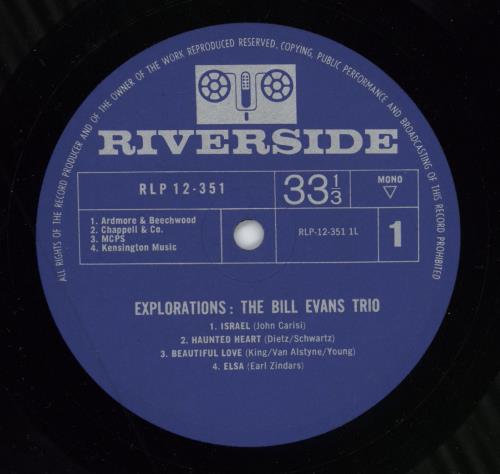 ALL RIGHTS OF THE RECORD PRODUCER AND OF THE OWNER OF THE WORK REPRODUCED RESERVED, COPYING, PUBLIC PERFORMANCE AND BROADCASTING OF THIS RECORD PROHIBITED
RIVERSIDE
RLP 12-351
33 1/3
MONO
1. Ardmore & Beechwood
2. Chappell & Co.
3. MCPS
4. Kensington Music
RLP-12-351 1L
1
EXPLORATIONS: THE BILL EVANS TRIO
1. ISRAEL (John Carisi)
2. HAUNTED HEART (Dietz/Schwartz)
3. BEAUTIFUL LOVE (King/Van Alstyne/Young)
4. ELSA (Earl Zindars)